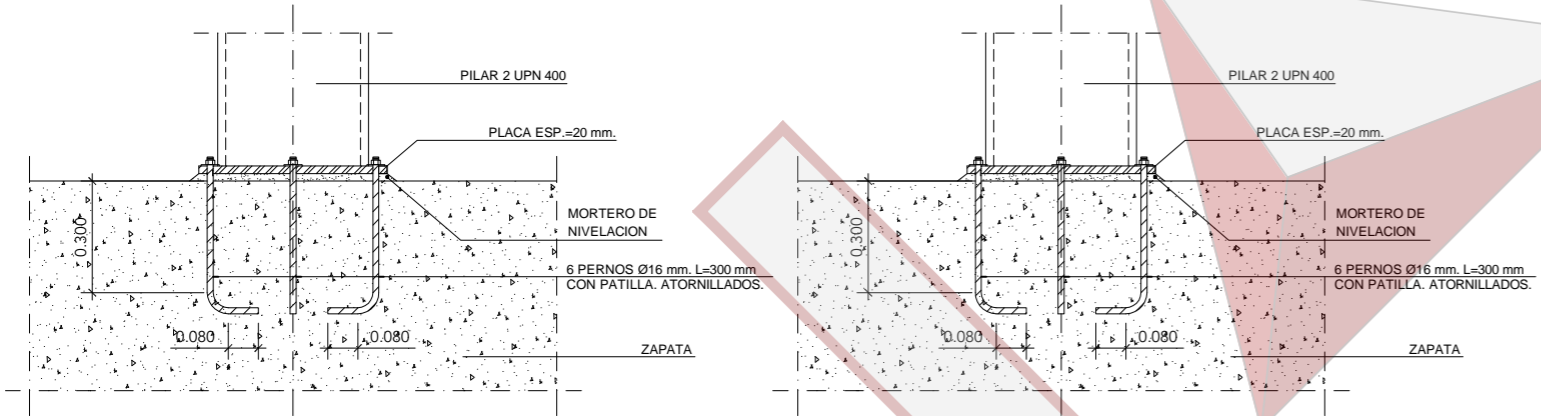 PILAR 2 UPN 400
PLACA ESP.=20 mm.
MORTERO DE
NIVELACION
0.300
6 PERNOS Ø16 mm. L=300 mm
CON PATILLA. ATORNILLADOS.
0.080
0.080
ZAPATA
PILAR 2 UPN 400
PLACA ESP.=20 mm.
MORTERO DE
NIVELACION
0.300
6 PERNOS Ø16 mm. L=300 mm
CON PATILLA. ATORNILLADOS.
0.080
0.080
ZAPATA